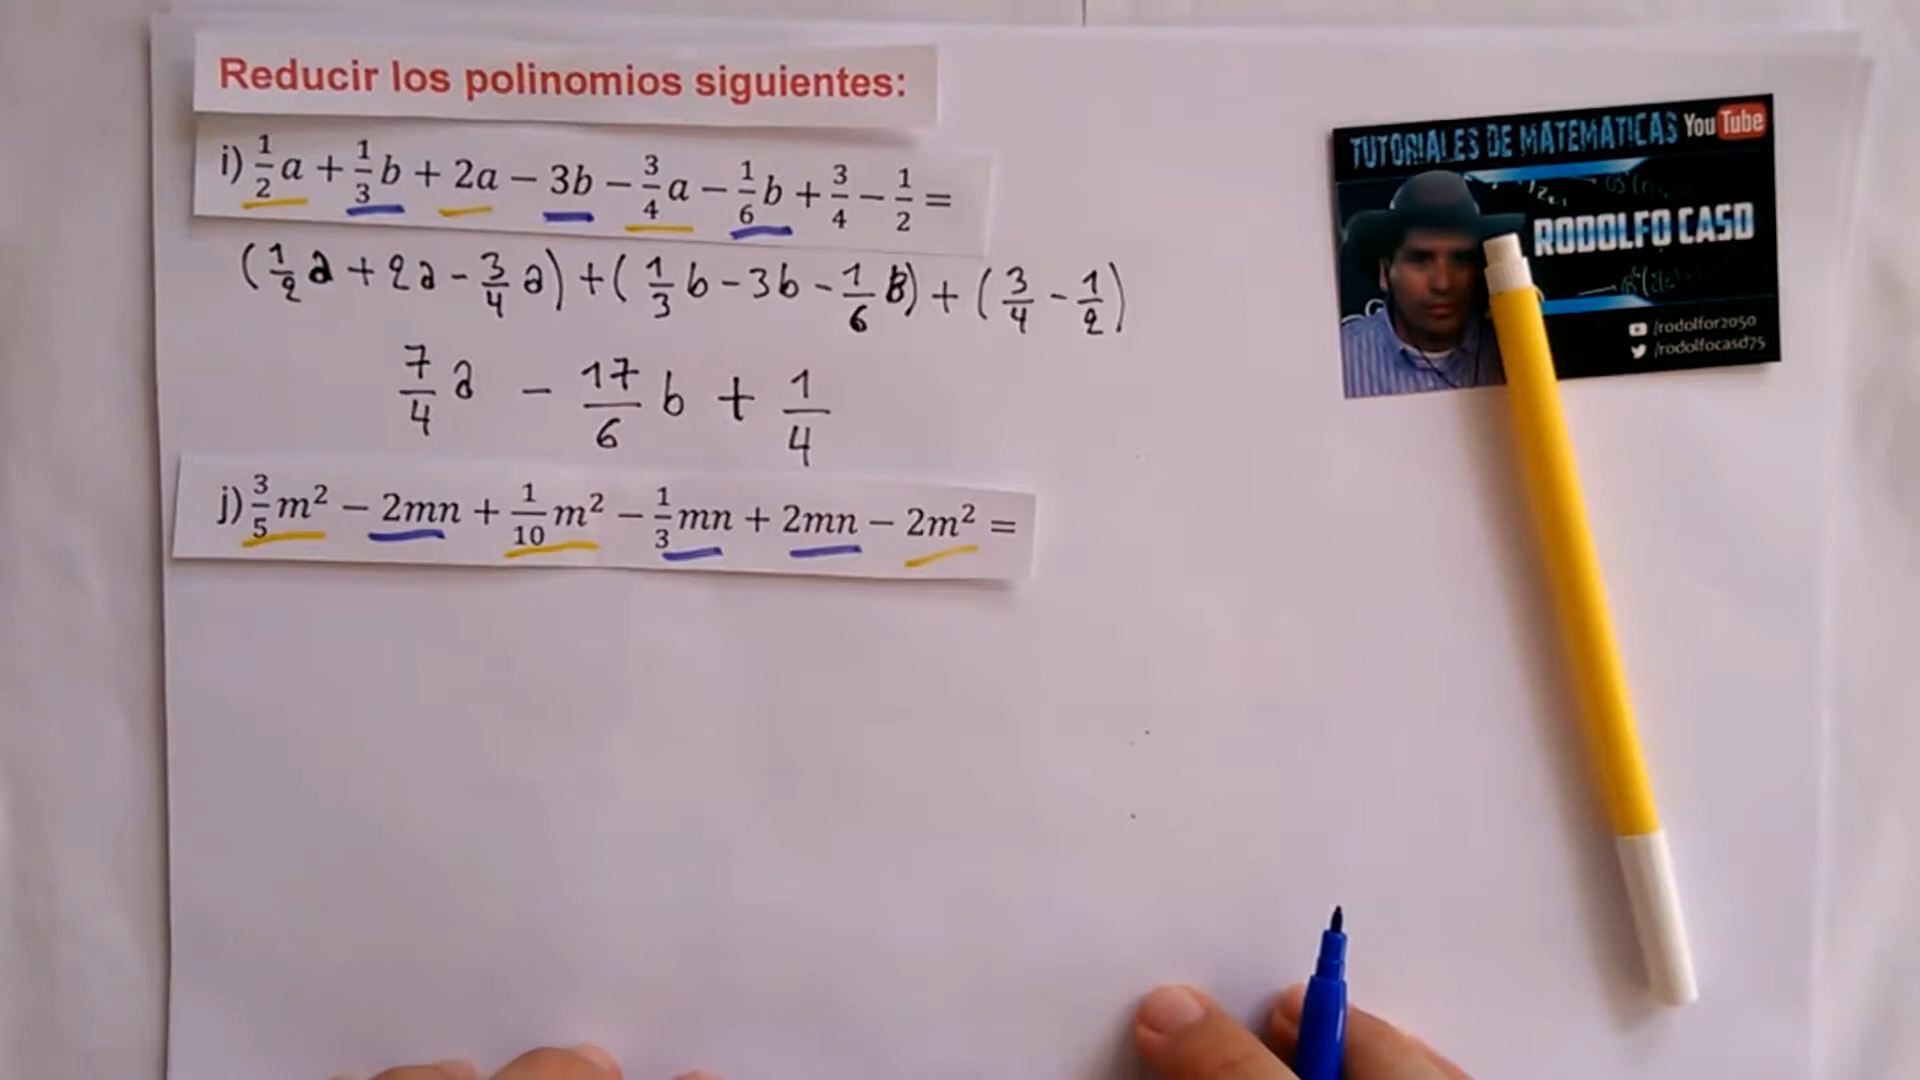 Reducir los polinomios siguientes:
i) 1/2 a + 1/3 b + 2a − 3b − 3/4 a − 1/6 b + 3/4 − 1/2 =
(1/2 a + 2a − 3/4 a) + (1/3 b − 3b − 1/6 b) + (3/4 − 1/2)
7/4 a − 17/6 b + 1/4
j) 3/5 m² − 2mn + 1/10 m² − 1/3 mn + 2mn − 2m² =
TUTORIALES DE MATEMATICAS YouTube
RODOLFO CASD
/rodolfor2050
/rodolfocasd75